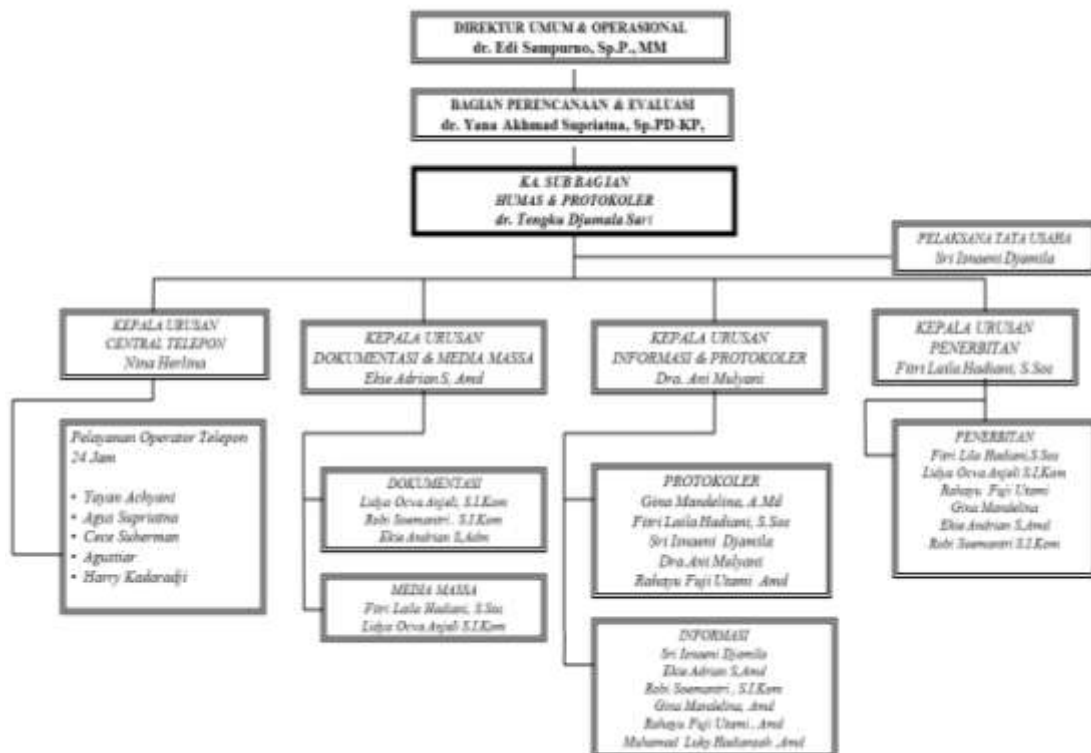 DIREKTUR UMUM & OPERASIONAL
dr. Edi Sampurno, Sp.P., MM
BAGIAN PERENCANAAN & EVALUASI
dr. Yana Akhmad Supriatna, Sp.PD-KP,
KA. SUB BAGIAN
HUMAS & PROTOKOLER
dr. Tengku Djumala Sari
PELAKSANA TATA USAHA
Sri Isnaeni Djamila
KEPALA URUSAN
CENTRAL TELEPON
Nina Herlina
KEPALA URUSAN
DOKUMENTASI & MEDIA MASSA
Ekie Adrian S, Amd
KEPALA URUSAN
INFORMASI & PROTOKOLER
Dra. Ani Mulyani
KEPALA URUSAN
PENERBITAN
Fitri Laila Hadiani, S.Sos
Pelayanan Operator Telepon
24 Jam
• Yayan Achyani
• Agus Supriatna
• Cece Suherman
• Agustiar
• Harry Kadaradji
DOKUMENTASI
Lidya Ocva Anjali, S.I.Kom
Robi Soemantri , S.I.Kom
Ekie Andrian S, Adm
MEDIA MASSA
Fitri Laila Hadiani, S.Sos
Lidya Ocva Anjali S.I.Kom
PROTOKOLER
Gina Mandelina, A.Md
Fitri Laila Hadiani, S.Sos
Sri Isnaeni Djamila
Dra. Ani Mulyani
Rahayu Fuji Utami Amd
INFORMASI
Sri Isnaeni Djamila
Ekie Adrian S, Amd
Robi Soemantri , S.I.Kom
Gina Mandelina, Amd
Rahayu Fuji Utami , Amd
Muhamad Luky Hadiansah , Amd
PENERBITAN
Fitri Lila Hadiani, S.Sos
Lidya Ocva Anjali S.I.Kom
Rahayu Fuji Utami
Gina Mandelina
Ekie Andrian S, Amd
Robi Soemantri S.I.Kom